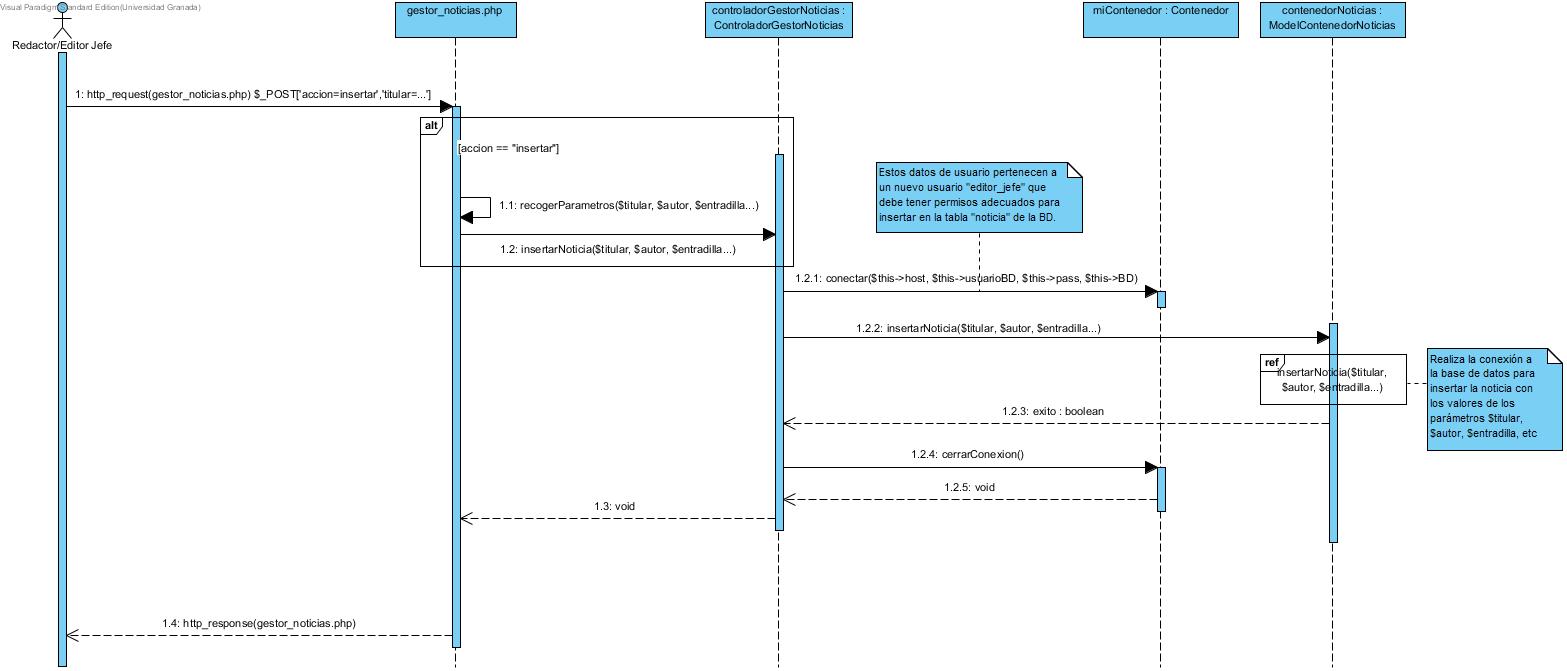 Visual Paradigm Standard Edition(Universidad Granada)
Redactor/Editor Jefe
gestor_noticias.php
controladorGestorNoticias :
ControladorGestorNoticias
miContenedor : Contenedor
contenedorNoticias :
ModelContenedorNoticias
1: http_request(gestor_noticias.php) $_POST['accion=insertar','titular=...']
alt
[accion == "insertar"]
1.1: recogerParametros($titular, $autor, $entradilla...)
1.2: insertarNoticia($titular, $autor, $entradilla...)
Estos datos de usuario pertenecen a
un nuevo usuario "editor_jefe" que
debe tener permisos adecuados para
insertar en la tabla "noticia" de la BD.
1.2.1: conectar($this->host, $this->usuarioBD, $this->pass, $this->BD)
1.2.2: insertarNoticia($titular, $autor, $entradilla...)
ref
insertarNoticia($titular,
$autor, $entradilla...)
Realiza la conexión a
la base de datos para
insertar la noticia con
los valores de los
parámetros $titular,
$autor, $entradilla, etc
1.2.3: exito : boolean
1.2.4: cerrarConexion()
1.2.5: void
1.3: void
1.4: http_response(gestor_noticias.php)